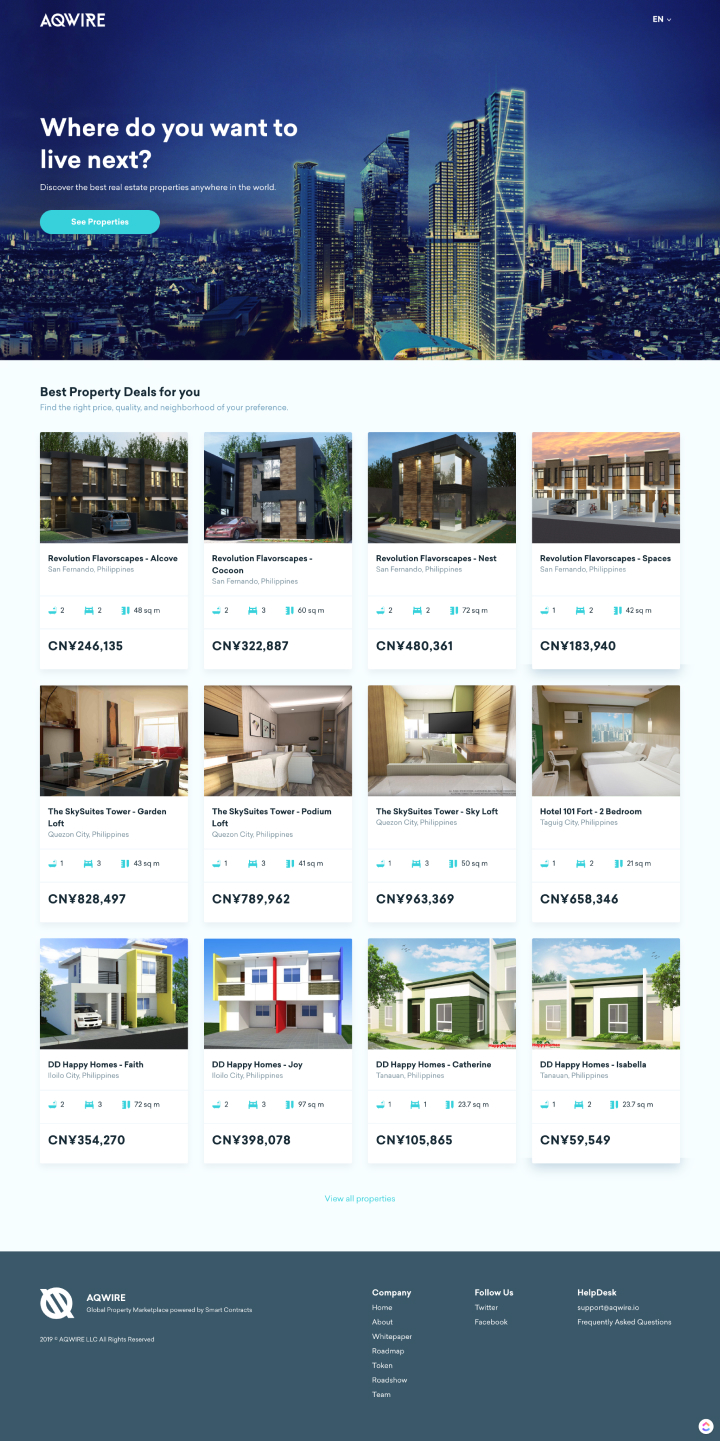 AQWIRE
EN
Where do you want to
live next?
Discover the best real estate properties anywhere in the world.
See Properties
Best Property Deals for you
Find the right price, quality, and neighborhood of your preference.
Revolution Flavorscapes - Alcove
San Fernando, Philippines
2 2 48 sq m
CN¥246,135
Revolution Flavorscapes -
Cocoon
San Fernando, Philippines
2 3 60 sq m
CN¥322,887
Revolution Flavorscapes - Nest
San Fernando, Philippines
2 2 72 sq m
CN¥480,361
Revolution Flavorscapes - Spaces
San Fernando, Philippines
1 2 42 sq m
CN¥183,940
The SkySuites Tower - Garden
Loft
Quezon City, Philippines
1 3 43 sq m
CN¥828,497
The SkySuites Tower - Podium
Loft
Quezon City, Philippines
1 3 41 sq m
CN¥789,962
The SkySuites Tower - Sky Loft
Quezon City, Philippines
1 3 50 sq m
CN¥963,369
Hotel 101 Fort - 2 Bedroom
Taguig City, Philippines
1 2 21 sq m
CN¥658,346
DD Happy Homes - Faith
Iloilo City, Philippines
2 3 72 sq m
CN¥354,270
DD Happy Homes - Joy
Iloilo City, Philippines
2 3 97 sq m
CN¥398,078
DD Happy Homes - Catherine
Tanauan, Philippines
1 1 23.7 sq m
CN¥105,865
DD Happy Homes - Isabella
Tanauan, Philippines
1 2 23.7 sq m
CN¥59,549
View all properties
AQWIRE
Global Property Marketplace powered by Smart Contracts
2019 © AQWIRE LLC All Rights Reserved
Company
Home
About
Whitepaper
Roadmap
Token
Roadshow
Team
Follow Us
Twitter
Facebook
HelpDesk
support@aqwire.io
Frequently Asked Questions